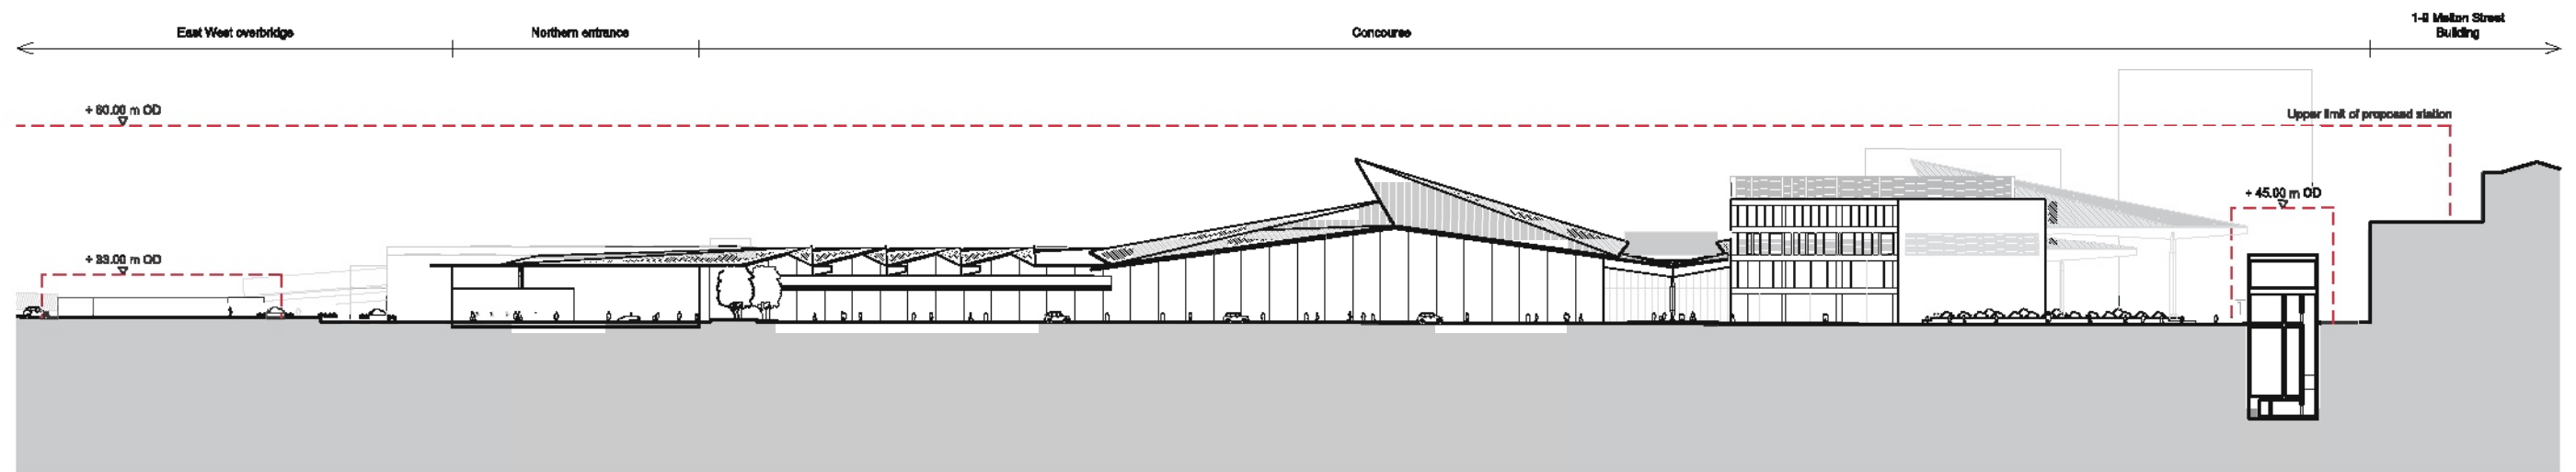 1-9 Melton Street
Building
East West overbridge
Northern entrance
Concourse
+ 60.00 m OD
Upper limit of proposed station
+ 45.00 m OD
+ 33.00 m OD